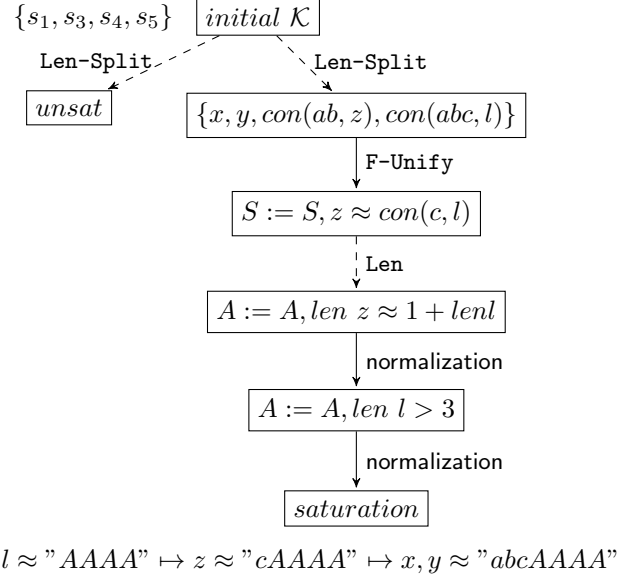 {s₁, s₃, s₄, s₅} initial 𝒦
Len-Split Len-Split
unsat {x, y, con(ab, z), con(abc, l)}
F-Unify
S := S, z ≈ con(c, l)
Len
A := A, len z ≈ 1 + lenl
normalization
A := A, len l > 3
normalization
saturation
l ≈ ”AAAA” ↦ z ≈ ”cAAAA” ↦ x, y ≈ ”abcAAAA”